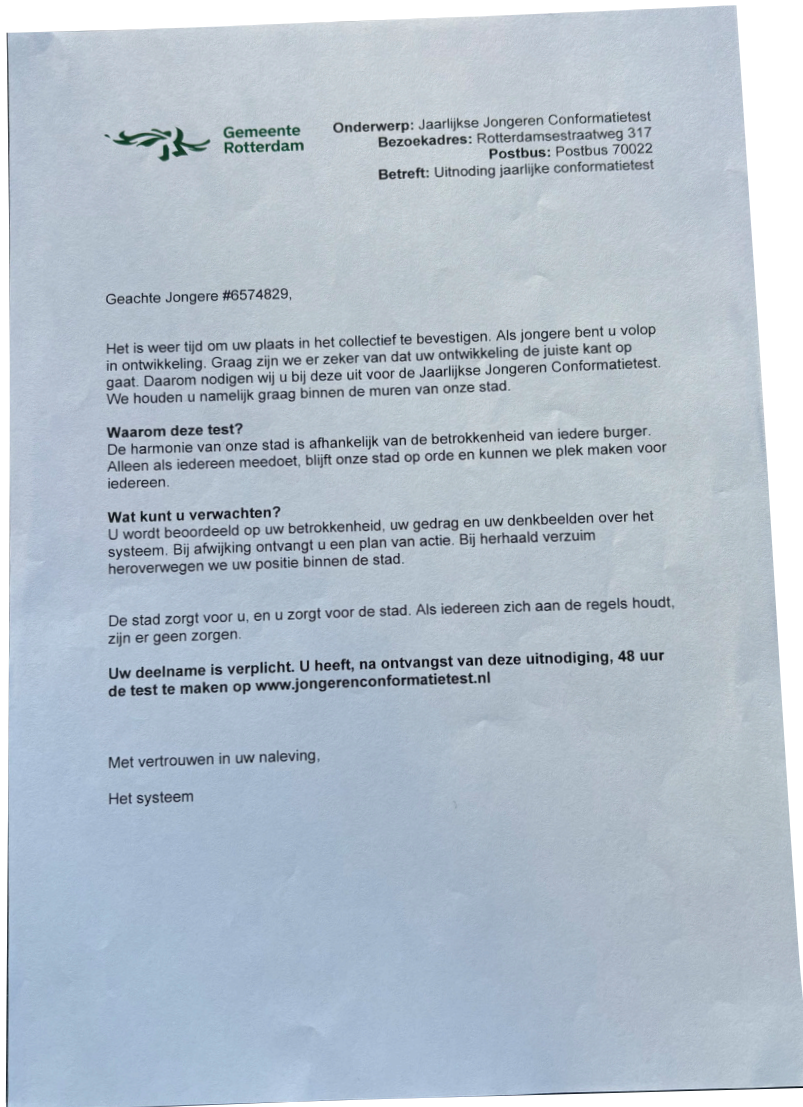 Gemeente
Rotterdam
Onderwerp: Jaarlijkse Jongeren Conformatietest
Bezoekadres: Rotterdamsestraatweg 317
Postbus: Postbus 70022
Betreft: Uitnoding jaarlijke conformatietest
Geachte Jongere #6574829,
Het is weer tijd om uw plaats in het collectief te bevestigen. Als jongere bent u volop
in ontwikkeling. Graag zijn we er zeker van dat uw ontwikkeling de juiste kant op
gaat. Daarom nodigen wij u bij deze uit voor de Jaarlijkse Jongeren Conformatietest.
We houden u namelijk graag binnen de muren van onze stad.
Waarom deze test?
De harmonie van onze stad is afhankelijk van de betrokkenheid van iedere burger.
Alleen als iedereen meedoet, blijft onze stad op orde en kunnen we plek maken voor
iedereen.
Wat kunt u verwachten?
U wordt beoordeeld op uw betrokkenheid, uw gedrag en uw denkbeelden over het
systeem. Bij afwijking ontvangt u een plan van actie. Bij herhaald verzuim
heroverwegen we uw positie binnen de stad.
De stad zorgt voor u, en u zorgt voor de stad. Als iedereen zich aan de regels houdt,
zijn er geen zorgen.
Uw deelname is verplicht. U heeft, na ontvangst van deze uitnodiging, 48 uur
de test te maken op www.jongerenconformatietest.nl
Met vertrouwen in uw naleving,
Het systeem